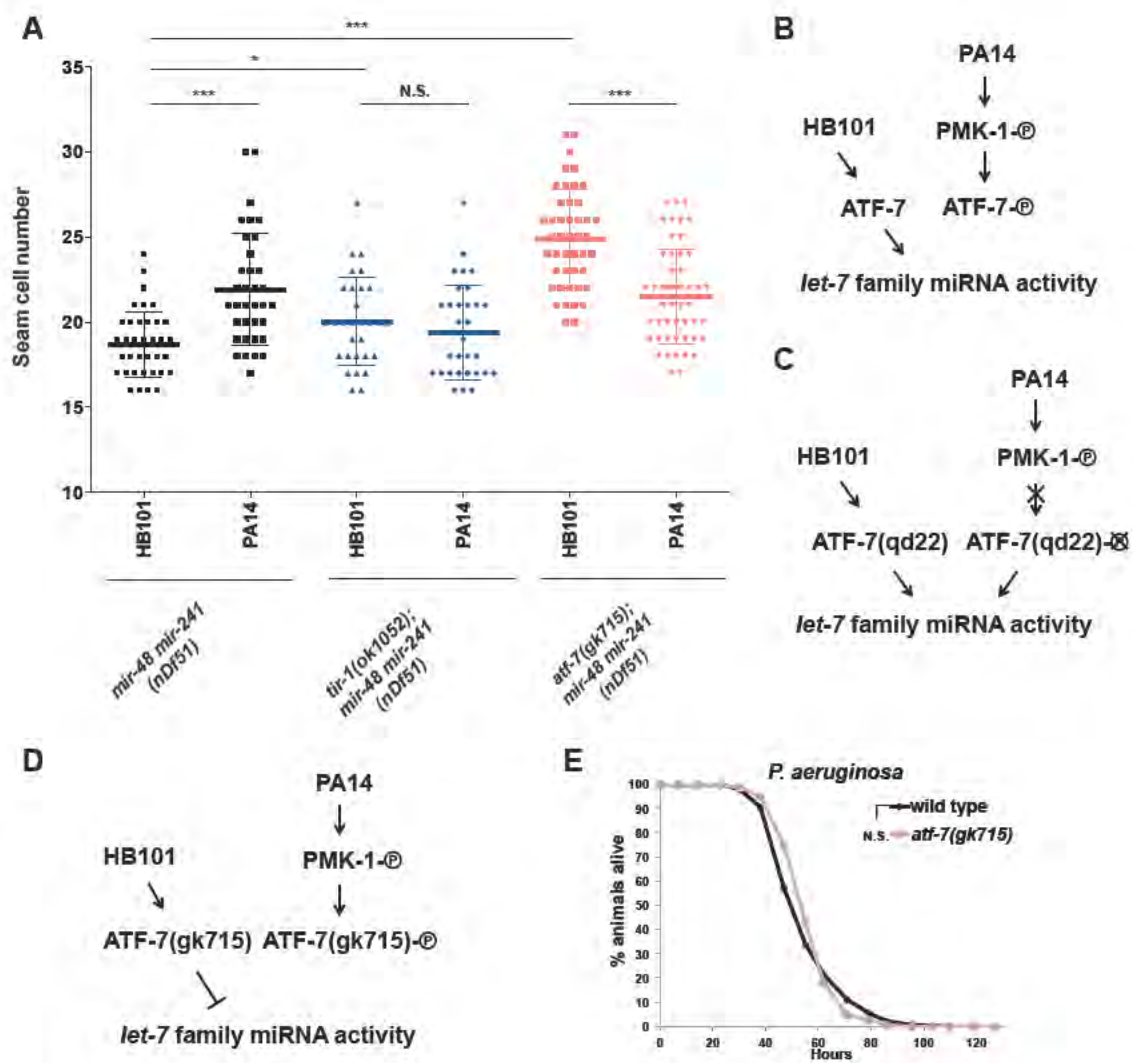 A
***
*
***
N.S.
***
35
30
25
20
15
10
Seam cell number
HB101
PA14
HB101
PA14
HB101
PA14
mir-48 mir-241
(nDf51)
tir-1(ok1052);
mir-48 mir-241
(nDf51)
atf-7(gk715);
mir-48 mir-241
(nDf51)
B
PA14
HB101 PMK-1-Ⓟ
ATF-7 ATF-7-Ⓟ
let-7 family miRNA activity
C
PA14
HB101 PMK-1-Ⓟ
ATF-7(qd22) ATF-7(qd22)-Ⓟ
let-7 family miRNA activity
D
PA14
HB101 PMK-1-Ⓟ
ATF-7(gk715) ATF-7(gk715)-Ⓟ
let-7 family miRNA activity
E
P. aeruginosa
wild type
N.S. atf-7(gk715)
% animals alive
100
90
80
70
60
50
40
30
20
10
0
0 20 40 60 80 100 120
Hours